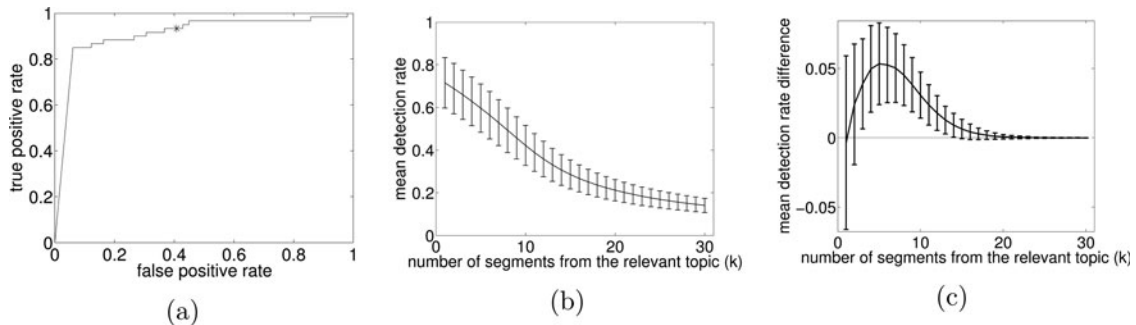 1
0.8
0.6
0.4
0.2
0
0 0.2 0.4 0.6 0.8 1
true positive rate
false positive rate
(a)
1
0.8
0.6
0.4
0.2
0
0 10 20 30
mean detection rate
number of segments from the relevant topic (k)
(b)
0.05
0
−0.05
0 10 20 30
mean detection rate difference
number of segments from the relevant topic (k)
(c)